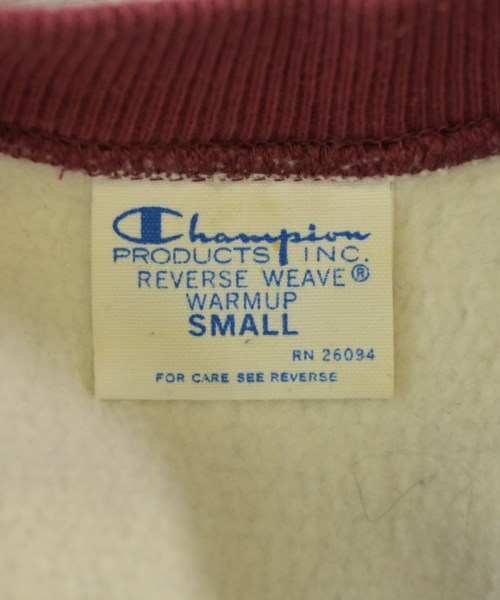 Champion
PRODUCTS INC.
REVERSE WEAVE®
WARMUP
SMALL
RN 26094
FOR CARE SEE REVERSE